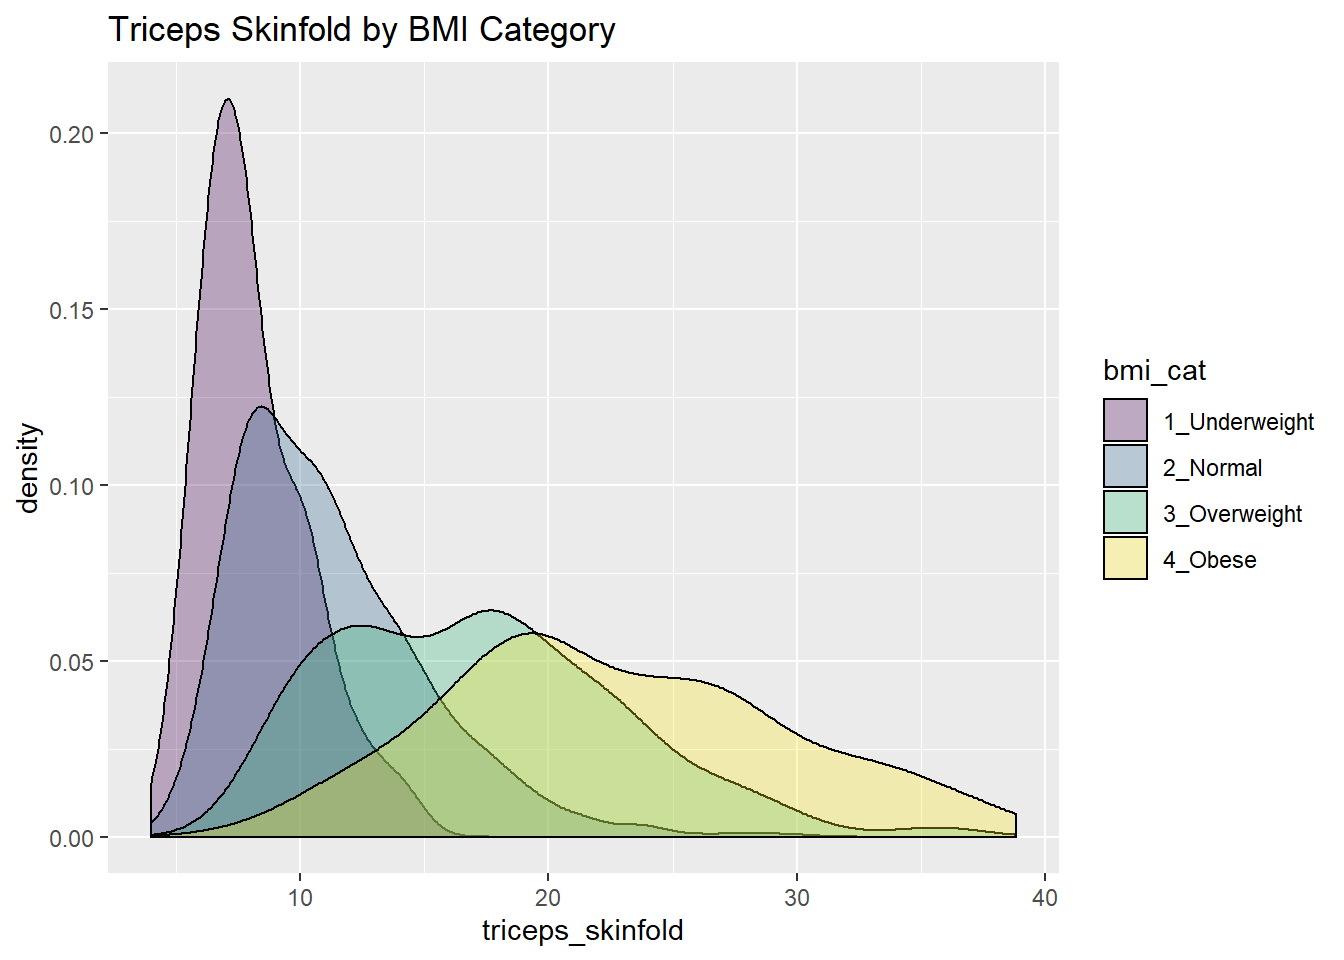 Triceps Skinfold by BMI Category
density
0.20
0.15
0.10
0.05
0.00
10 20 30 40
triceps_skinfold
bmi_cat
1_Underweight
2_Normal
3_Overweight
4_Obese